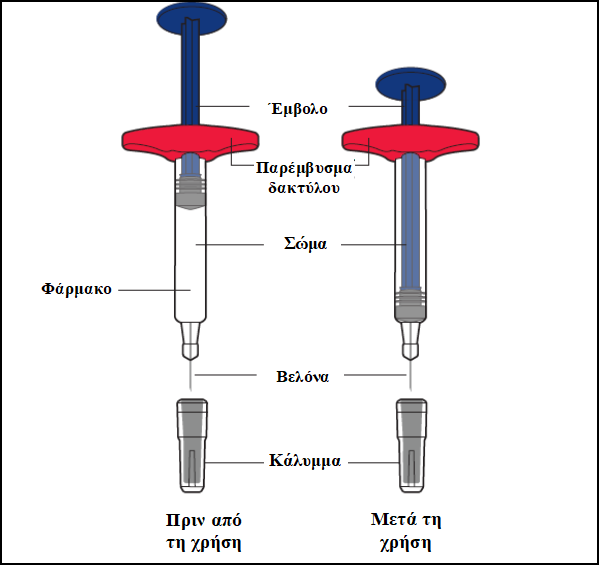 Έμβολο
Παρέμβυσμα
δακτύλου
Σώμα
Φάρμακο
Βελόνα
Κάλυμμα
Πριν από
τη χρήση
Μετά τη
χρήση